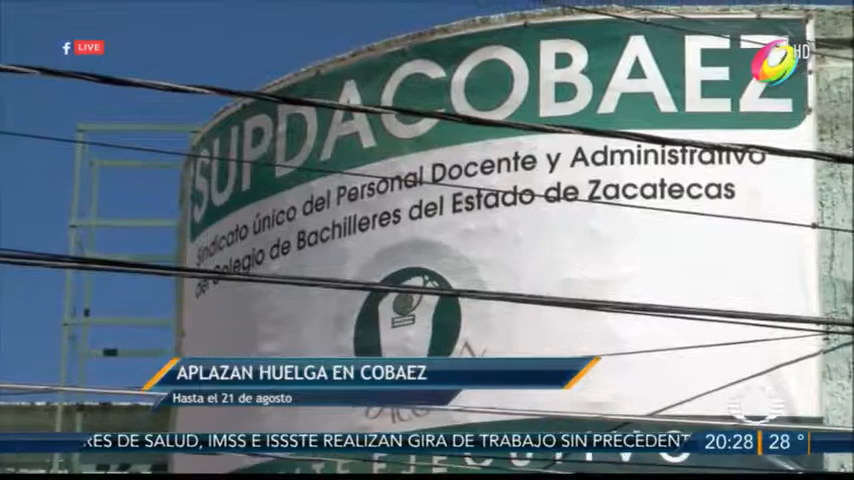 LIVE
HD
SUPDACOBAEZ
Sindicato único del Personal Docente y Administrativo
del Colegio de Bachilleres del Estado de Zacatecas
APLAZAN HUELGA EN COBAEZ
Hasta el 21 de agosto
RES DE SALUD, IMSS E ISSSTE REALIZAN GIRA DE TRABAJO SIN PRECEDENT
20:28 28 °